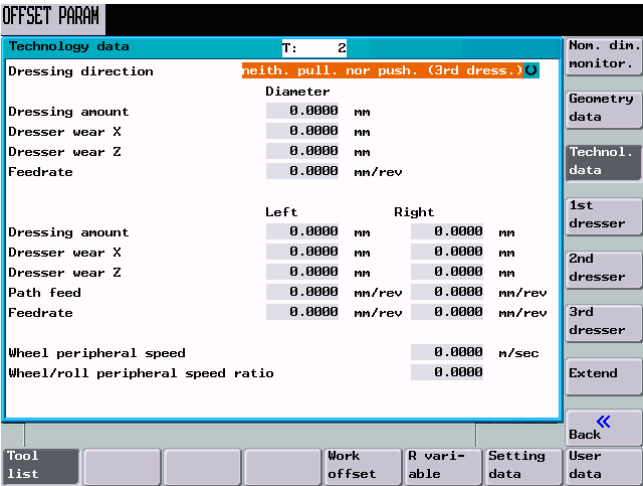 OFFSET PARAM
Technology data T: 2
Dressing direction neith. pull. nor push. (3rd dress.)
Diameter
Dressing amount 0.0000 mm
Dresser wear X 0.0000 mm
Dresser wear Z 0.0000 mm
Feedrate 0.0000 mm/rev
Left Right
Dressing amount 0.0000 mm 0.0000 mm
Dresser wear X 0.0000 mm 0.0000 mm
Dresser wear Z 0.0000 mm 0.0000 mm
Path feed 0.0000 mm/rev 0.0000 mm/rev
Feedrate 0.0000 mm/rev 0.0000 mm/rev
Wheel peripheral speed 0.0000 m/sec
Wheel/roll peripheral speed ratio 0.0000
Nom. dim.
monitor.
Geometry
data
Technol.
data
1st
dresser
2nd
dresser
3rd
dresser
Extend
«
Back
Tool
list
Work
offset
R vari-
able
Setting
data
User
data